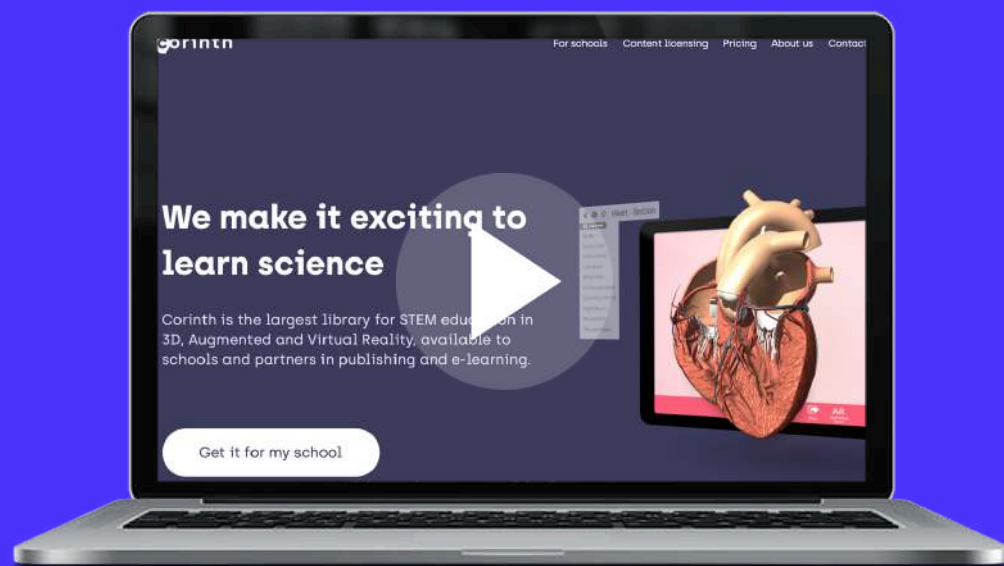 corinth
For schools Content licensing Pricing About us Contact
We make it exciting to
learn science
Corinth is the largest library for STEM education in
3D, Augmented and Virtual Reality, available to
schools and partners in publishing and e-learning.
Get it for my school
Heart - Section
AR